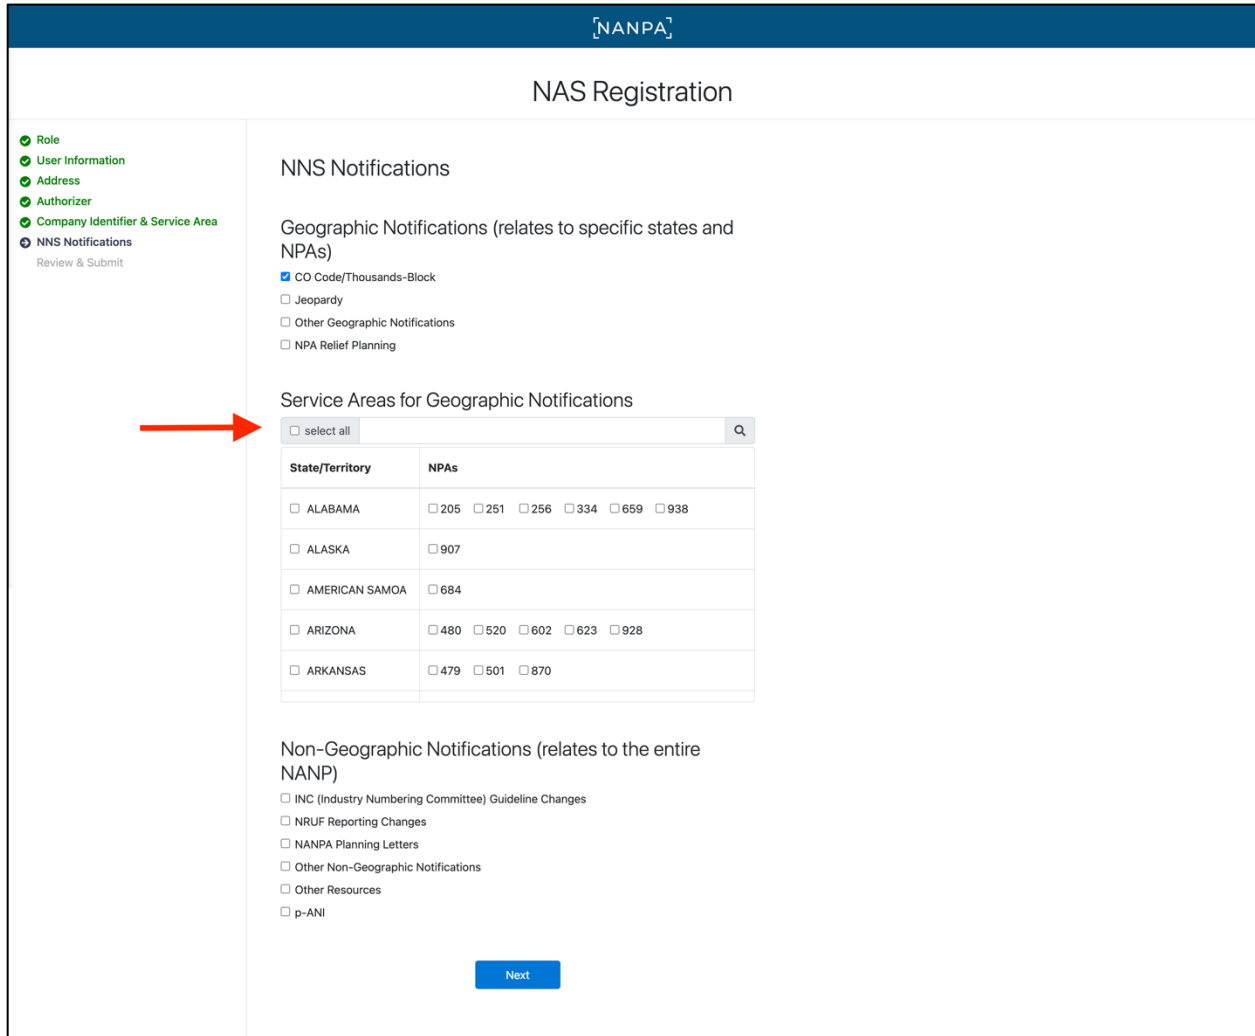 NANPA
NAS Registration
Role
User Information
Address
Authorizer
Company Identifier & Service Area
NNS Notifications
Review & Submit
NNS Notifications
Geographic Notifications (relates to specific states and
NPAs)
CO Code/Thousands-Block
Jeopardy
Other Geographic Notifications
NPA Relief Planning
Service Areas for Geographic Notifications
select all
State/Territory NPAs
ALABAMA 205 251 256 334 659 938
ALASKA 907
AMERICAN SAMOA 684
ARIZONA 480 520 602 623 928
ARKANSAS 479 501 870
Non-Geographic Notifications (relates to the entire
NANP)
INC (Industry Numbering Committee) Guideline Changes
NRUF Reporting Changes
NANPA Planning Letters
Other Non-Geographic Notifications
Other Resources
p-ANI
Next